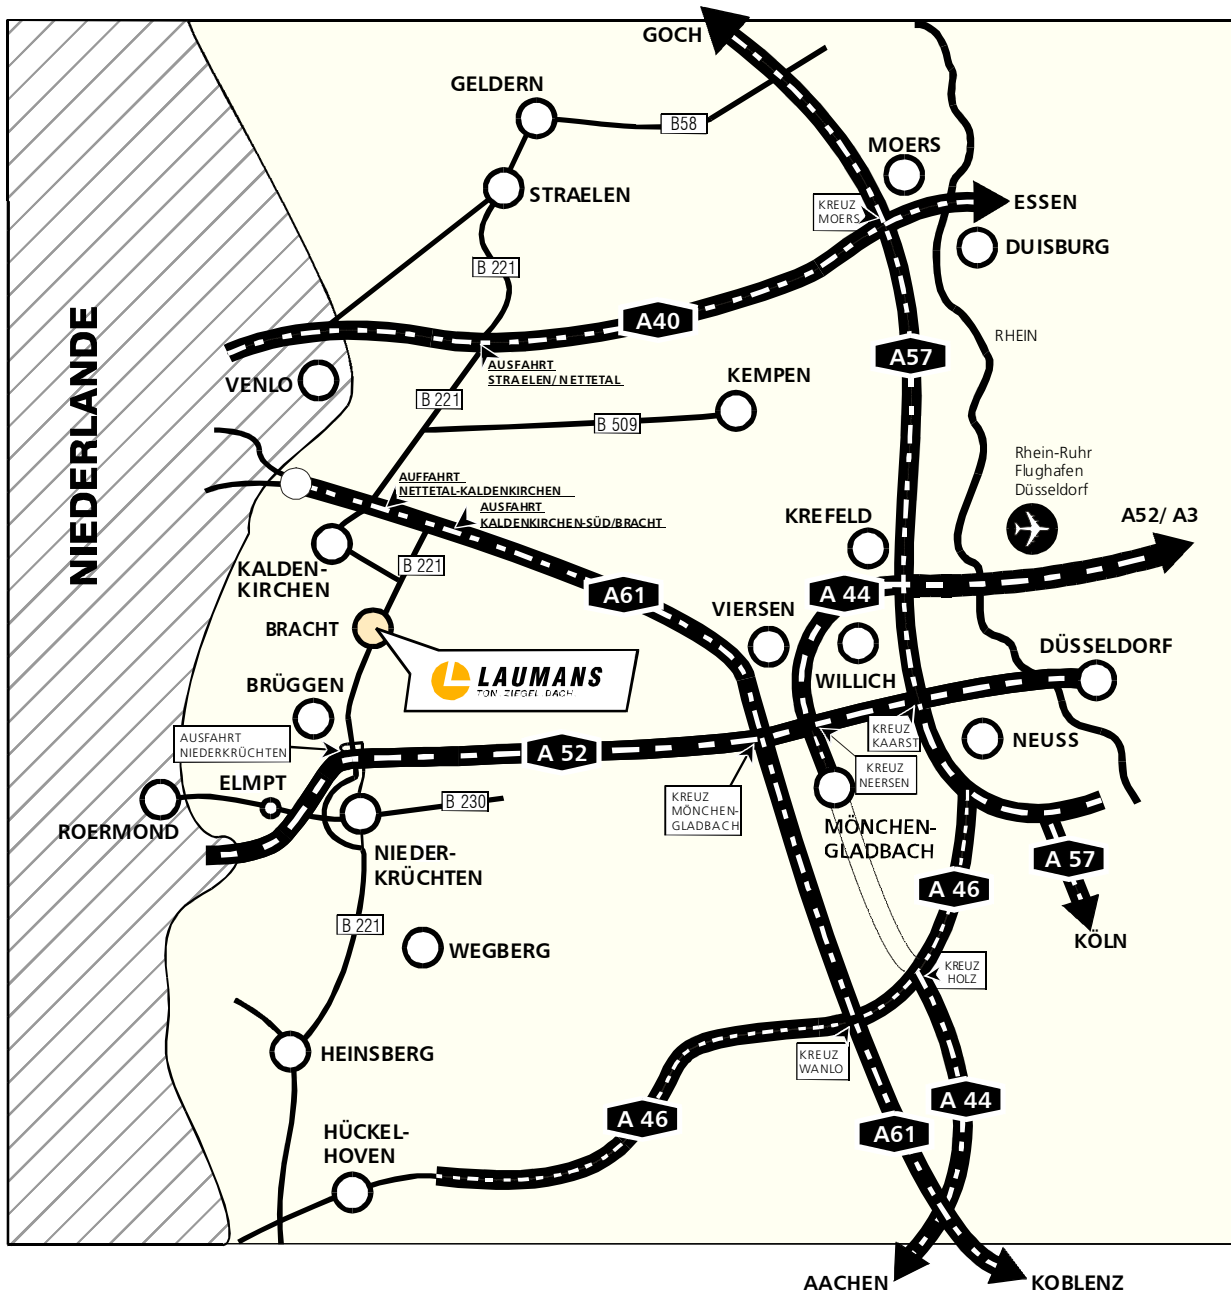 GOCH
GELDERN
B58
MOERS
STRAELEN
KREUZ
MOERS
ESSEN
DUISBURG
B 221
NIEDERLANDE
A40
RHEIN
A57
AUSFAHRT
STRAELEN/ NETTETAL
VENLO
KEMPEN
B 221
B 509
Rhein-Ruhr
Flughafen
Düsseldorf
AUFFAHRT
NETTETAL-KALDENKIRCHEN
AUSFAHRT
KALDENKIRCHEN-SÜD/BRACHT
KREFELD
A52/ A3
KALDEN-
KIRCHEN
B 221
A61
A 44
VIERSEN
BRACHT
DÜSSELDORF
LAUMANS
TON. ZIEGEL. DACH.
WILLICH
BRÜGGEN
AUSFAHRT
NIEDERKRÜCHTEN
A 52
KREUZ
KAARST
NEUSS
KREUZ
NEERSEN
ELMPT
B 230
KREUZ
MÖNCHEN-
GLADBACH
ROERMOND
MÖNCHEN-
GLADBACH
NIEDER-
KRÜCHTEN
A 57
A 46
B 221
WEGBERG
KÖLN
KREUZ
HOLZ
HEINSBERG
KREUZ
WANLO
A 44
A 46
A61
HÜCKEL-
HOVEN
AACHEN
KOBLENZ